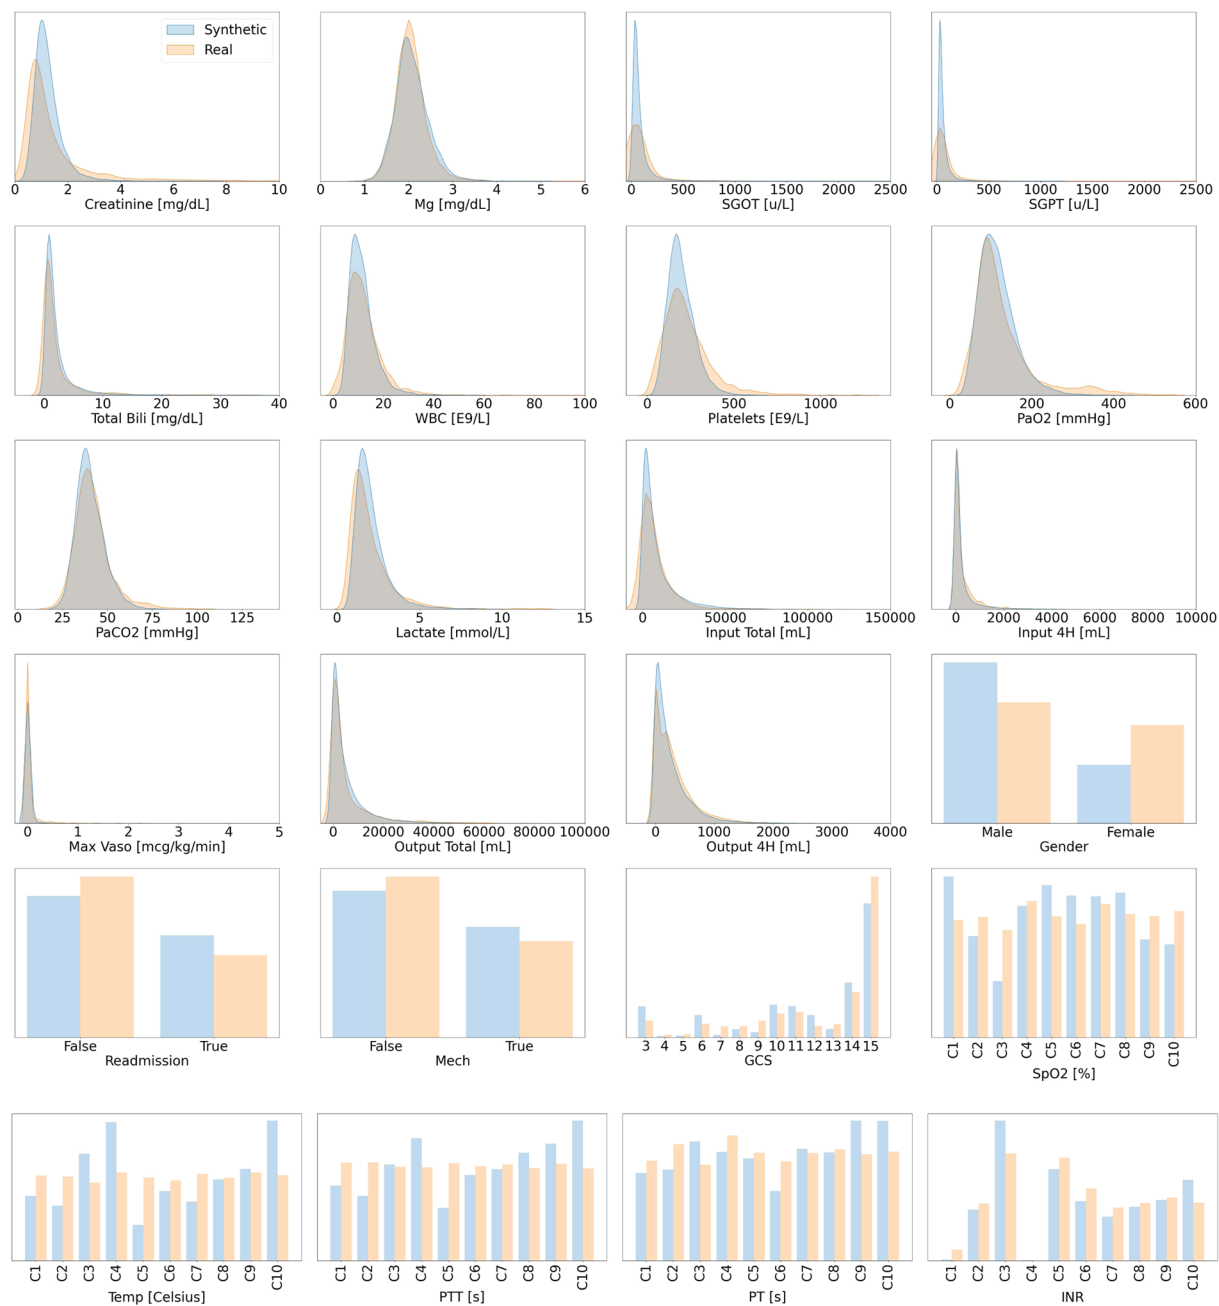 Synthetic
Real
0 2 4 6 8 10
Creatinine [mg/dL]
0 1 2 3 4 5 6
Mg [mg/dL]
0 500 1000 1500 2000 2500
SGOT [u/L]
0 500 1000 1500 2000 2500
SGPT [u/L]
0 10 20 30 40
Total Bili [mg/dL]
0 20 40 60 80 100
WBC [E9/L]
0 500 1000
Platelets [E9/L]
0 200 400 600
PaO2 [mmHg]
0 25 50 75 100 125
PaCO2 [mmHg]
0 5 10 15
Lactate [mmol/L]
0 50000 100000 150000
Input Total [mL]
0 2000 4000 6000 8000 10000
Input 4H [mL]
0 1 2 3 4 5
Max Vaso [mcg/kg/min]
0 20000 40000 60000 80000 100000
Output Total [mL]
0 1000 2000 3000 4000
Output 4H [mL]
Male Female
Gender
False True
Readmission
False True
Mech
3 4 5 6 7 8 9 10 11 12 13 14 15
GCS
C1 C2 C3 C4 C5 C6 C7 C8 C9 C10
SpO2 [%]
C1 C2 C3 C4 C5 C6 C7 C8 C9 C10
Temp [Celsius]
C1 C2 C3 C4 C5 C6 C7 C8 C9 C10
PTT [s]
C1 C2 C3 C4 C5 C6 C7 C8 C9 C10
PT [s]
C1 C2 C3 C4 C5 C6 C7 C8 C9 C10
INR